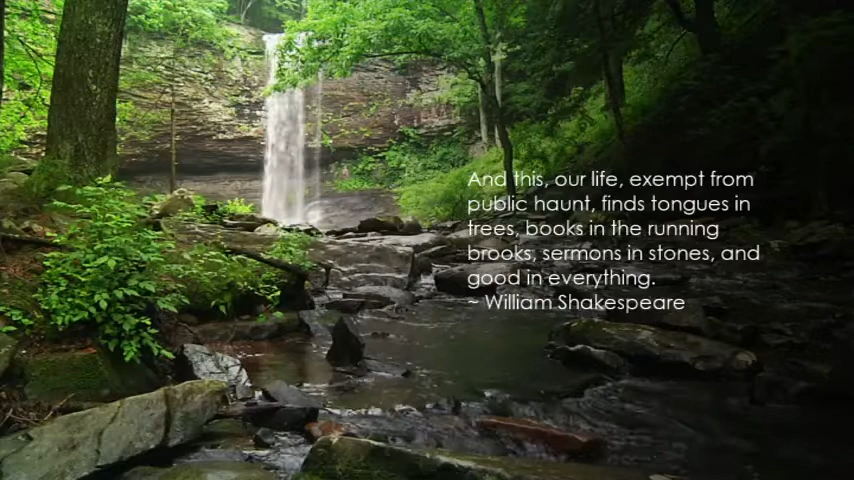 And this, our life, exempt from
public haunt, finds tongues in
trees, books in the running
brooks, sermons in stones, and
good in everything.
~ William Shakespeare